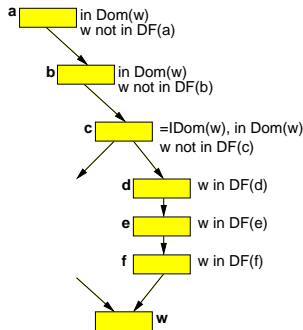 a
in Dom(w)
w not in DF(a)
b
in Dom(w)
w not in DF(b)
c
=IDom(w), in Dom(w)
w not in DF(c)
d w in DF(d)
e w in DF(e)
f w in DF(f)
w